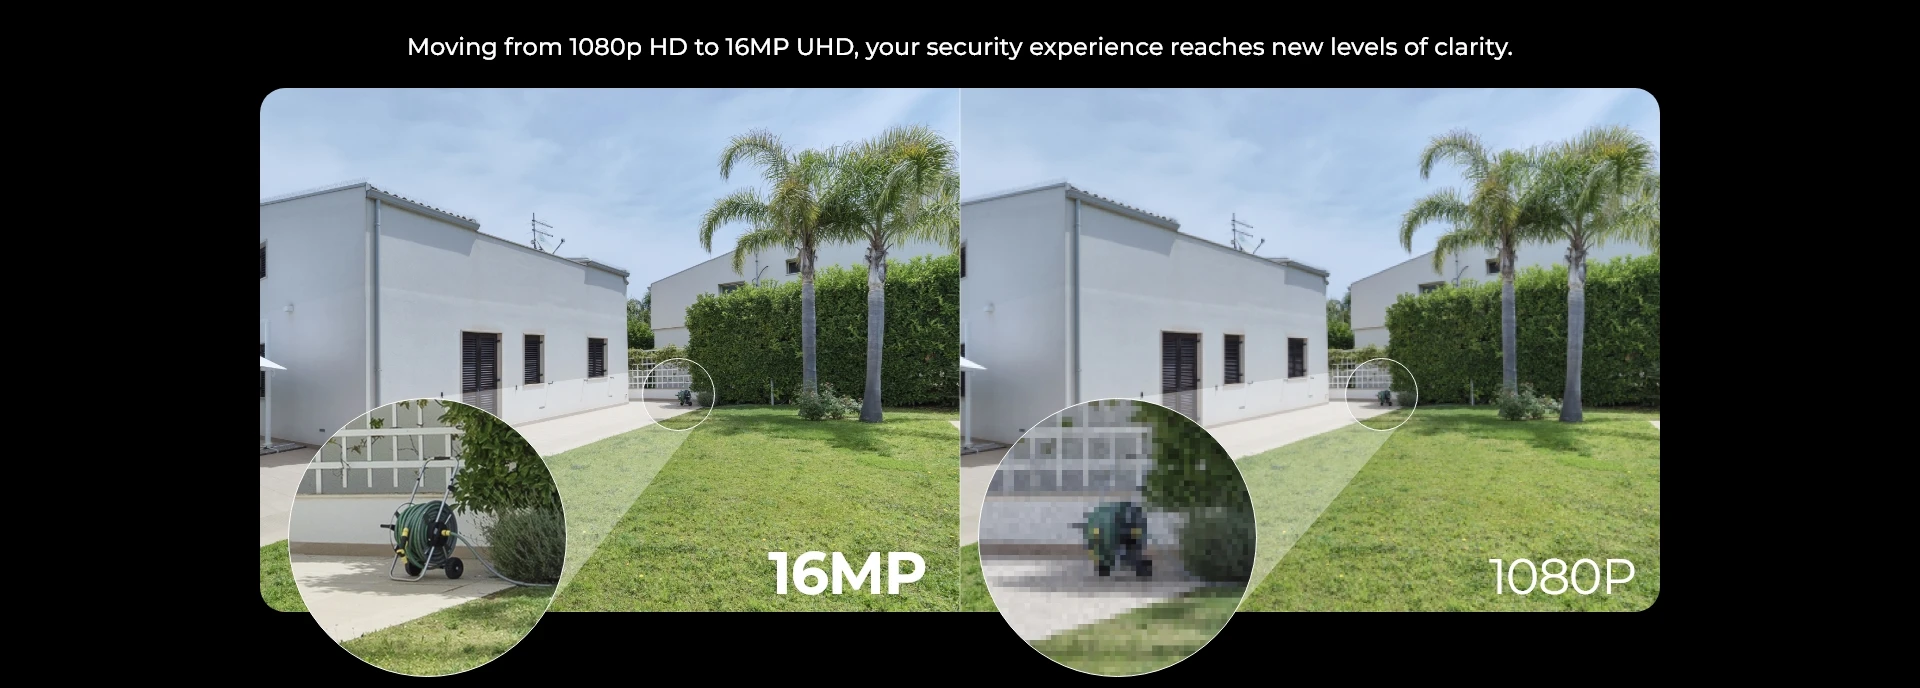 Moving from 1080p HD to 16MP UHD, your security experience reaches new levels of clarity.
16MP
1080P